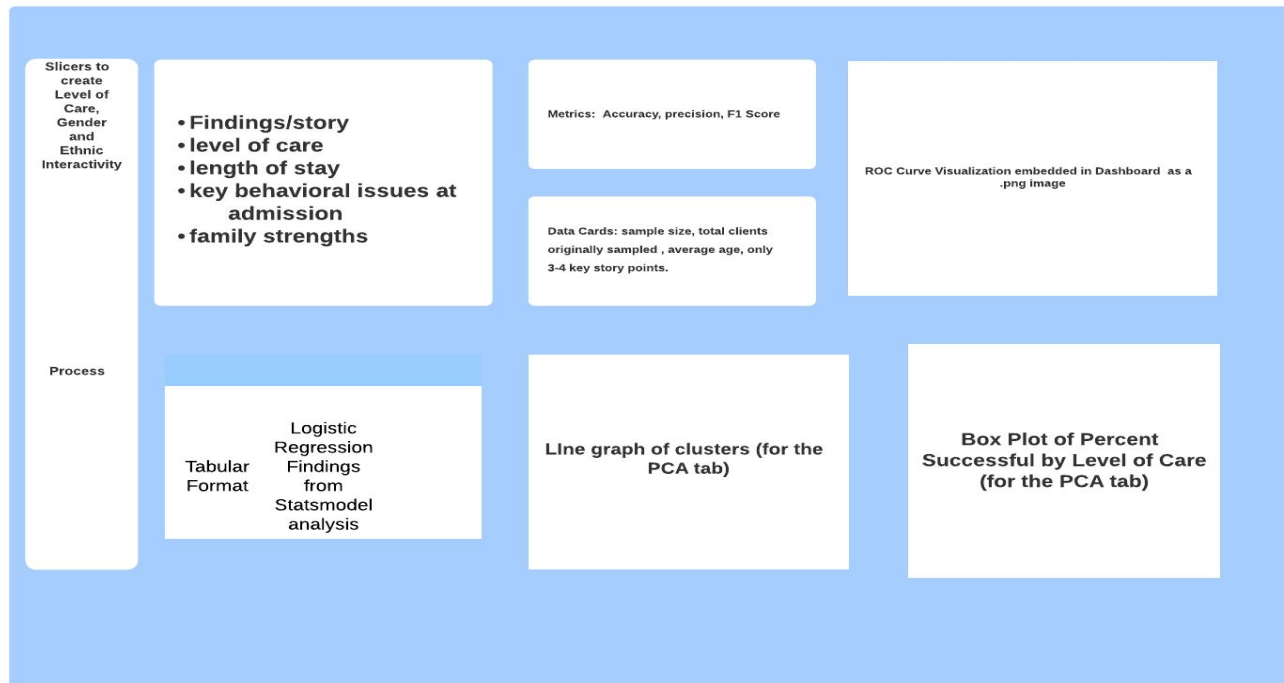 Slicers to
create
Level of
Care,
Gender
and
Ethnic
Interactivity
Process
• Findings/story
• level of care
• length of stay
• key behavioral issues at
admission
• family strengths
Metrics: Accuracy, precision, F1 Score
Data Cards: sample size, total clients
originally sampled , average age, only
3-4 key story points.
ROC Curve Visualization embedded in Dashboard as a
.png image
Tabular
Format
Logistic
Regression
Findings
from
Statsmodel
analysis
LIne graph of clusters (for the
PCA tab)
Box Plot of Percent
Successful by Level of Care
(for the PCA tab)